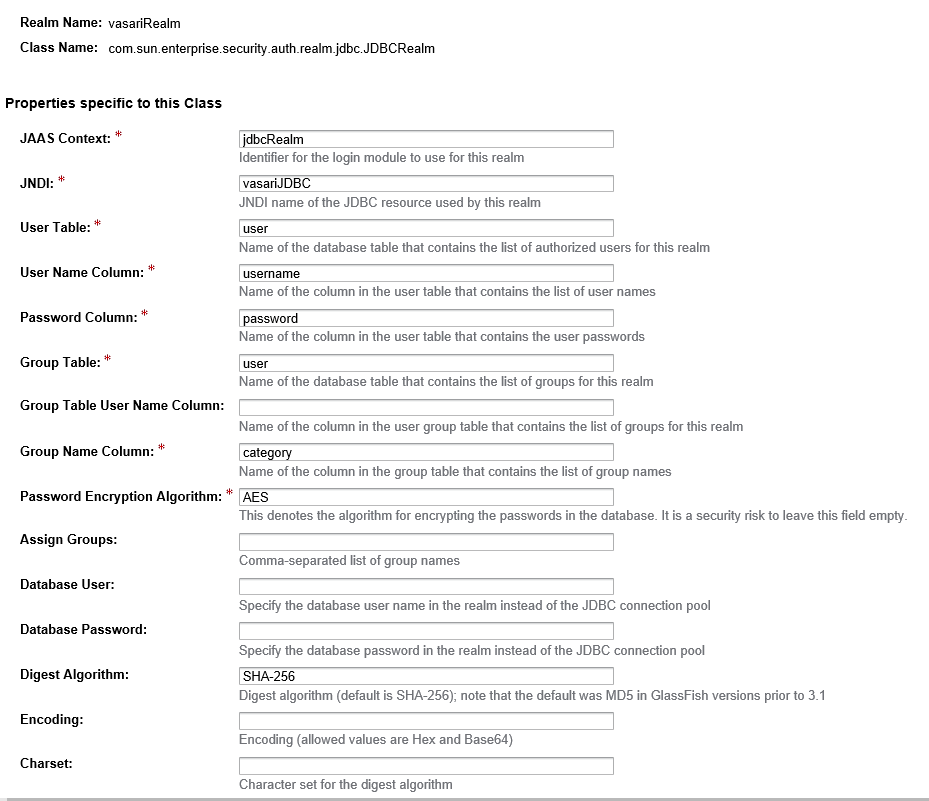 Realm Name: vasariRealm
Class Name: com.sun.enterprise.security.auth.realm.jdbc.JDBCRealm
Properties specific to this Class
JAAS Context: * jdbcRealm
Identifier for the login module to use for this realm
JNDI: * vasariJDBC
JNDI name of the JDBC resource used by this realm
User Table: * user
Name of the database table that contains the list of authorized users for this realm
User Name Column: * username
Name of the column in the user table that contains the list of user names
Password Column: * password
Name of the column in the user table that contains the user passwords
Group Table: * user
Name of the database table that contains the list of groups for this realm
Group Table User Name Column:
Name of the column in the user group table that contains the list of groups for this realm
Group Name Column: * category
Name of the column in the group table that contains the list of group names
Password Encryption Algorithm: * AES
This denotes the algorithm for encrypting the passwords in the database. It is a security risk to leave this field empty.
Assign Groups:
Comma-separated list of group names
Database User:
Specify the database user name in the realm instead of the JDBC connection pool
Database Password:
Specify the database password in the realm instead of the JDBC connection pool
Digest Algorithm: SHA-256
Digest algorithm (default is SHA-256); note that the default was MD5 in GlassFish versions prior to 3.1
Encoding:
Encoding (allowed values are Hex and Base64)
Charset:
Character set for the digest algorithm